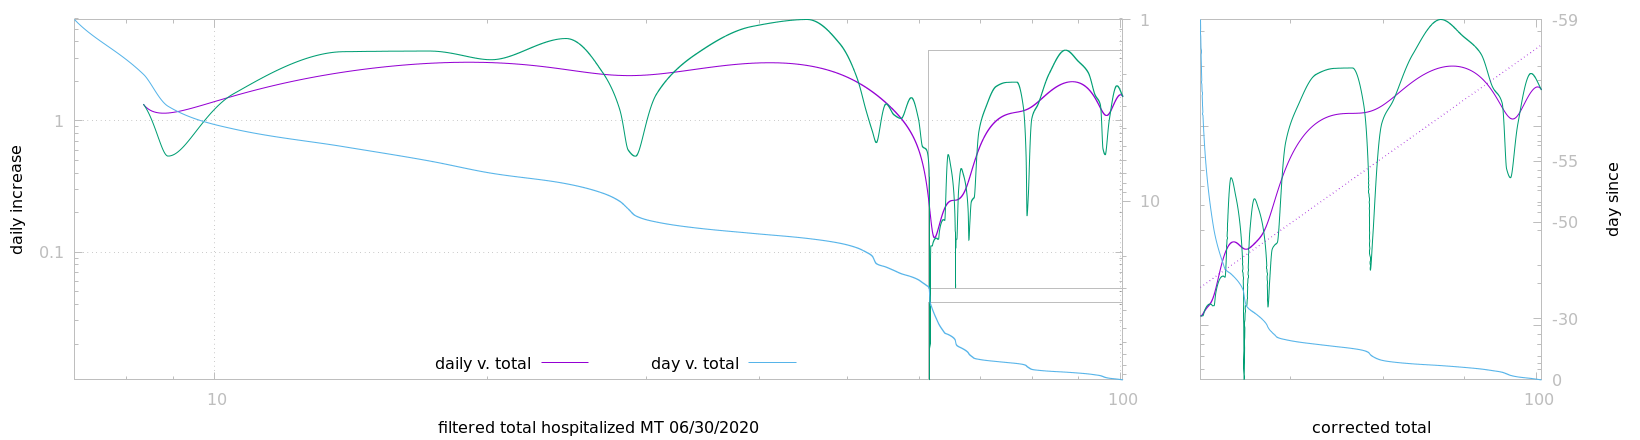 1
-59
1
daily increase
-55
day since
10
-50
0.1
-30
daily v. total
day v. total
0
10
100
100
filtered total hospitalized MT 06/30/2020
corrected total